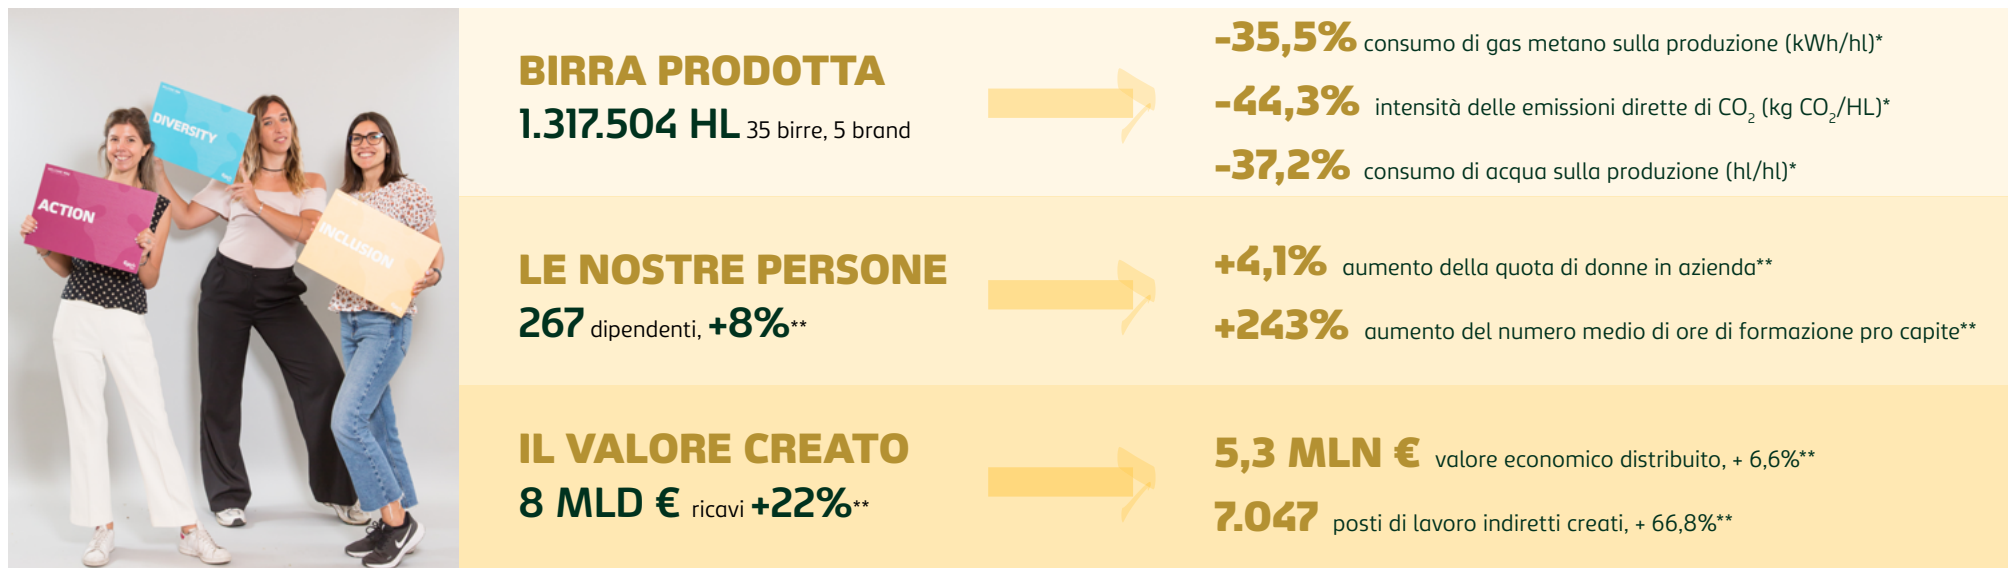 DIVERSITY
ACTION
INCLUSION
BIRRA PRODOTTA
1.317.504 HL 35 birre, 5 brand
-35,5% consumo di gas metano sulla produzione (kWh/hl)*
-44,3% intensità delle emissioni dirette di CO₂ (kg CO₂/HL)*
-37,2% consumo di acqua sulla produzione (hl/hl)*
LE NOSTRE PERSONE
267 dipendenti, +8%**
+4,1% aumento della quota di donne in azienda**
+243% aumento del numero medio di ore di formazione pro capite**
IL VALORE CREATO
8 MLD € ricavi +22%**
5,3 MLN € valore economico distribuito, + 6,6%**
7.047 posti di lavoro indiretti creati, + 66,8%**